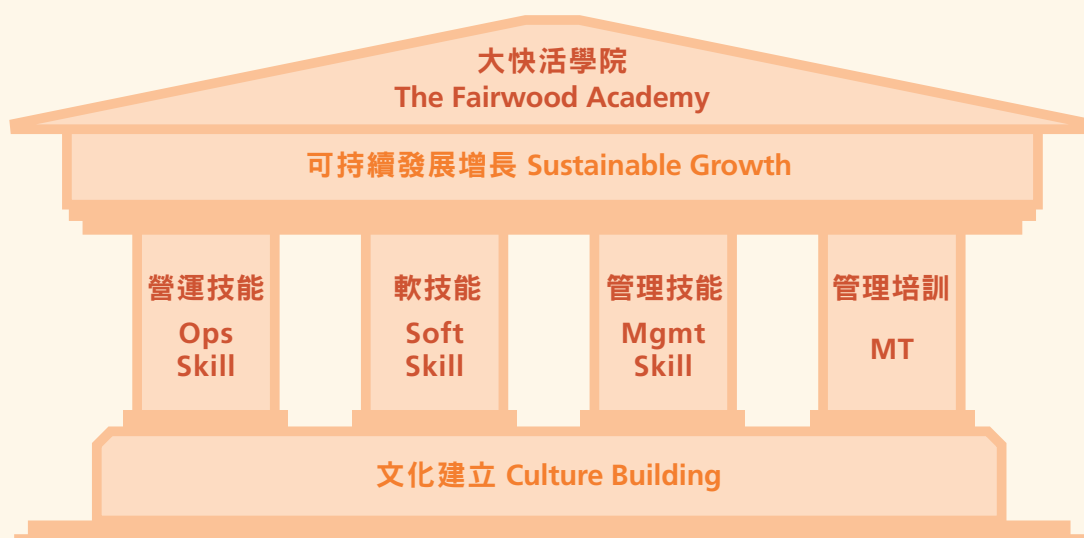 大快活學院
The Fairwood Academy
可持續發展增長 Sustainable Growth
營運技能
Ops
Skill
軟技能
Soft
Skill
管理技能
Mgmt
Skill
管理培訓
MT
文化建立 Culture Building